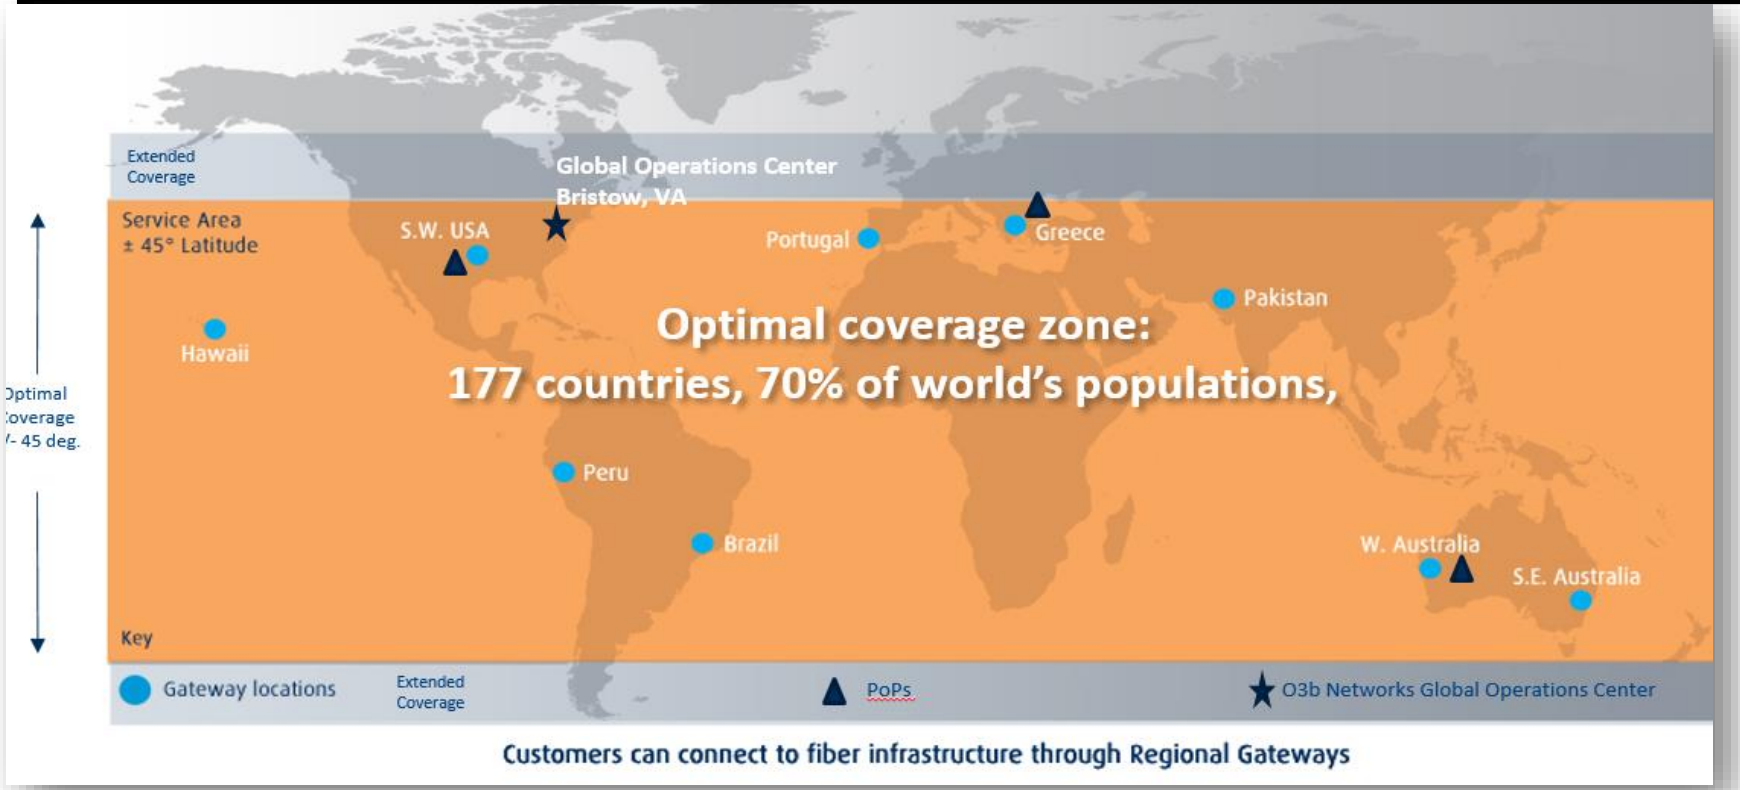 Extended
Coverage
Global Operations Center
Bristow, VA
Service Area
± 45° Latitude
S.W. USA
Portugal
Greece
Pakistan
Hawaii
Optimal coverage zone:
177 countries, 70% of world's populations,
Optimal
Coverage
/- 45 deg.
Peru
Brazil
W. Australia
S.E. Australia
Key
Gateway locations
Extended
Coverage
PoPs
O3b Networks Global Operations Center
Customers can connect to fiber infrastructure through Regional Gateways